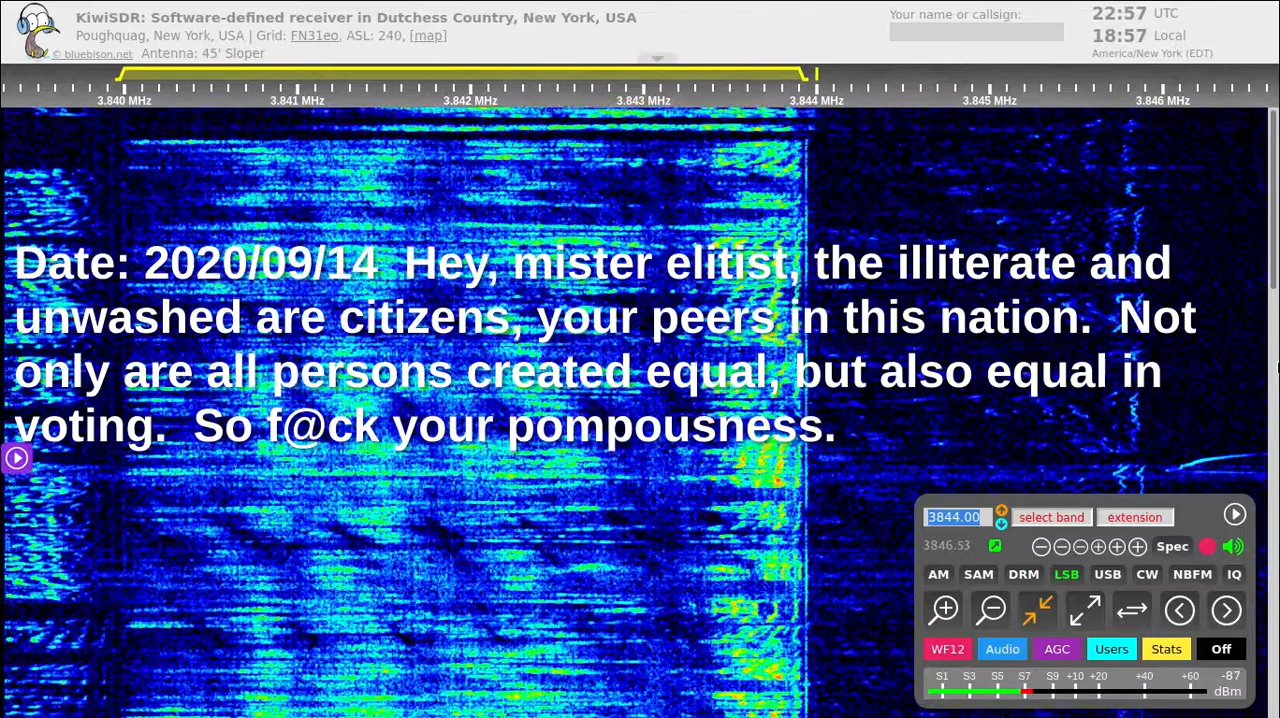 KiwiSDR: Software-defined receiver in Dutchess Country, New York, USA
Poughquag, New York, USA | Grid: FN31eo, ASL: 240, [map]
© bluebison.net Antenna: 45' Sloper
Your name or callsign:
22:57 UTC
18:57 Local
America/New_York (EDT)
3.840 MHz 3.841 MHz 3.842 MHz 3.843 MHz 3.844 MHz 3.845 MHz 3.846 MHz
Date: 2020/09/14  Hey, mister elitist, the illiterate and
unwashed are citizens, your peers in this nation.  Not
only are all persons created equal, but also equal in
voting.  So f@ck your pompousness.
3844.00 select band extension
3846.53 Spec
AM SAM DRM LSB USB CW NBFM IQ
WF12 Audio AGC Users Stats Off
S1 S3 S5 S7 S9 +10 +20 +40 +60 -87
dBm